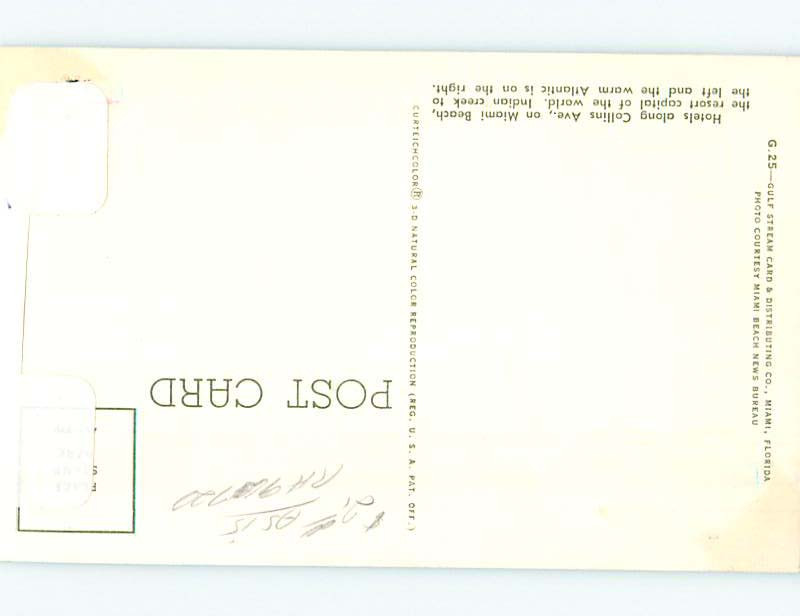 POST CARD
Hotels along Collins Ave., on Miami Beach,
the resort capital of the world. Indian creek to
the left and the warm Atlantic is on the right.
CURTEICHCOLOR® 3-D NATURAL COLOR REPRODUCTION (REG. U. S. A. PAT. OFF.)
G.25—GULF STREAM CARD & DISTRIBUTING CO., MIAMI, FLORIDA
PHOTO COURTESY MIAMI BEACH NEWS BUREAU
AS IS